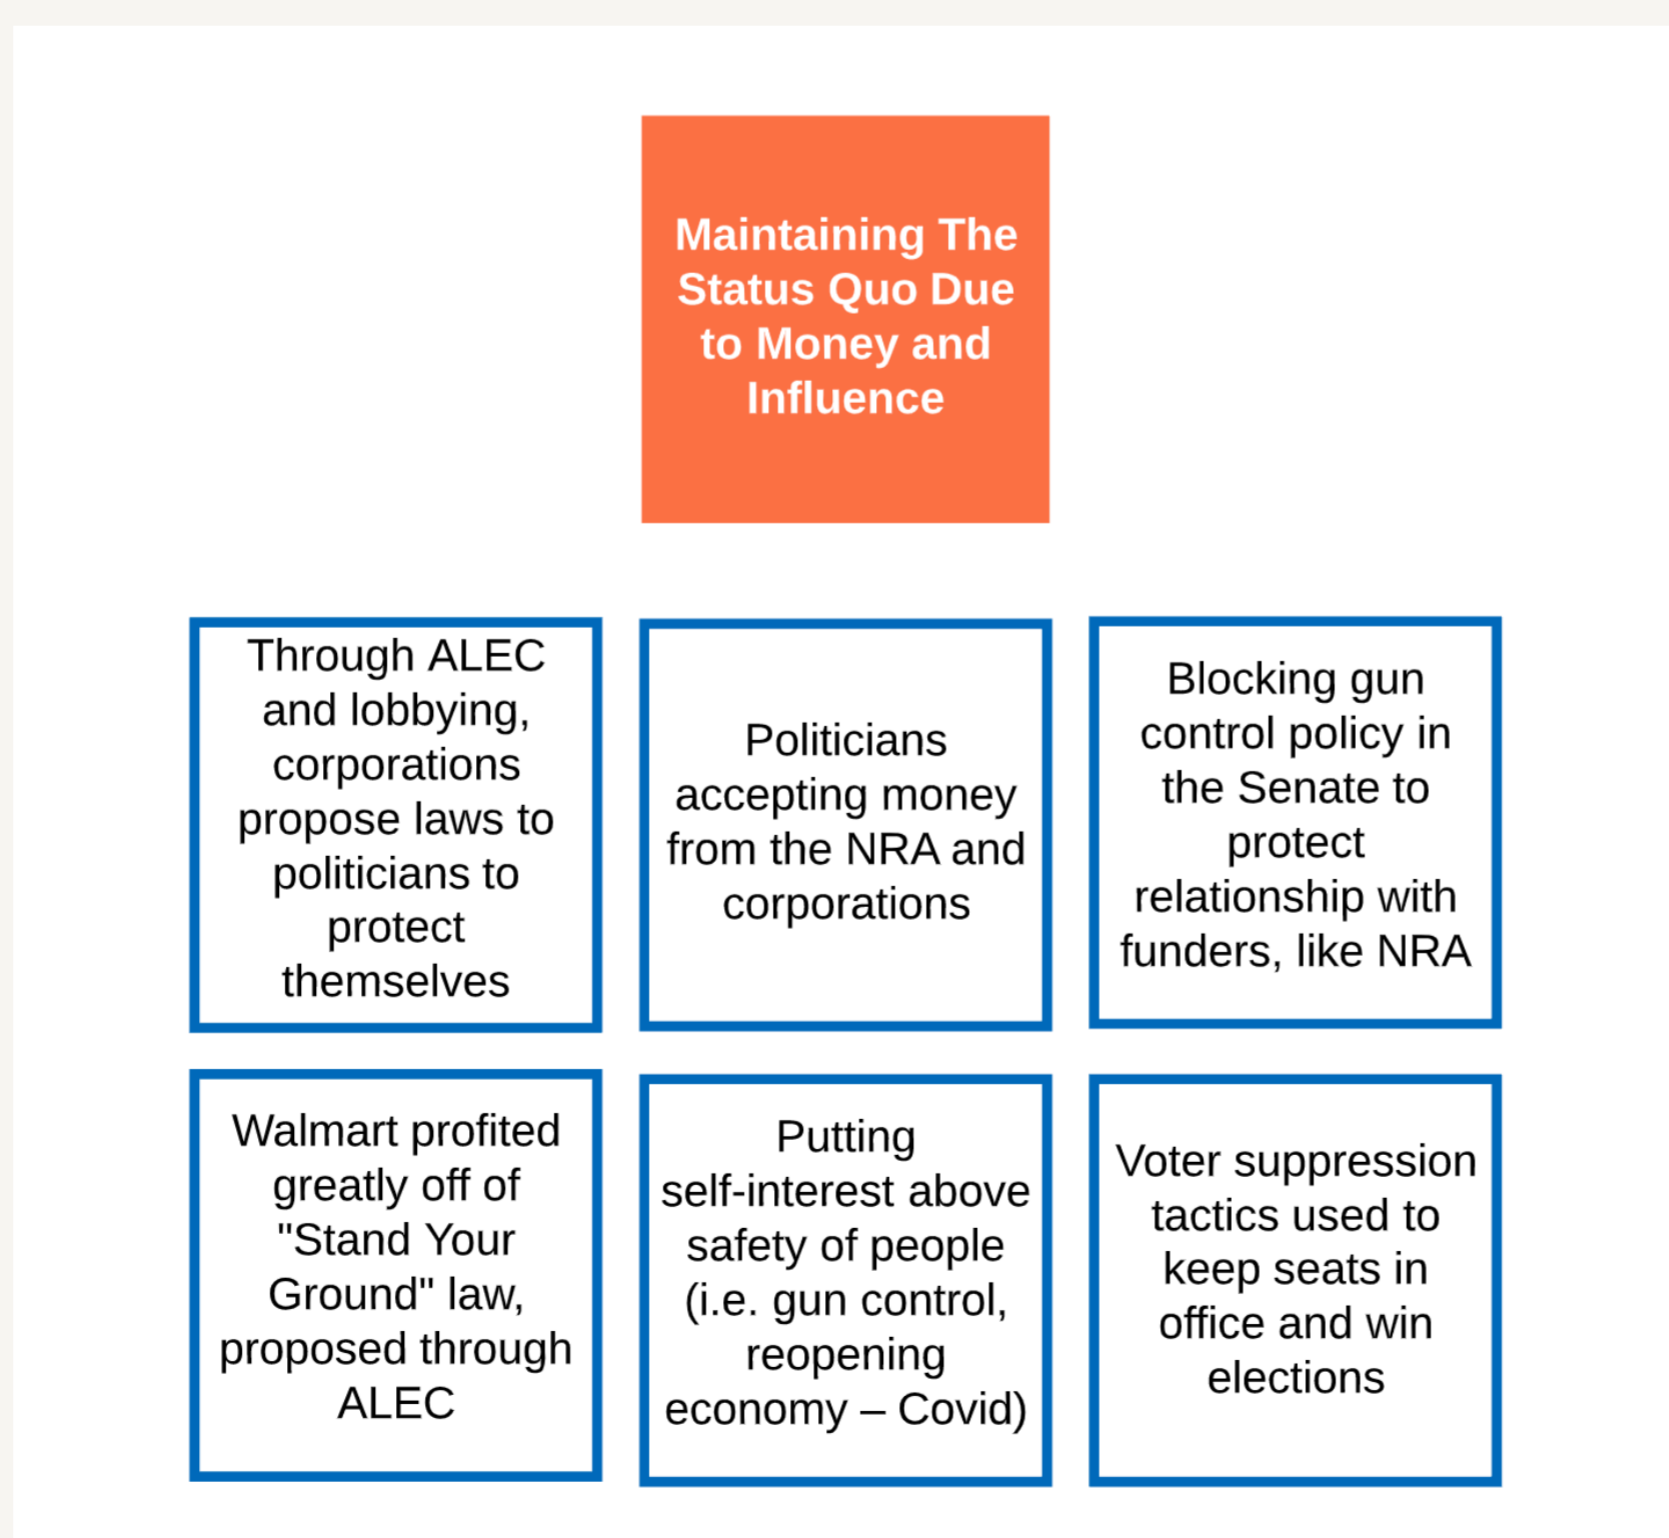 Maintaining The
Status Quo Due
to Money and
Influence
Through ALEC
and lobbying,
corporations
propose laws to
politicians to
protect
themselves
Politicians
accepting money
from the NRA and
corporations
Blocking gun
control policy in
the Senate to
protect
relationship with
funders, like NRA
Walmart profited
greatly off of
"Stand Your
Ground" law,
proposed through
ALEC
Putting
self-interest above
safety of people
(i.e. gun control,
reopening
economy – Covid)
Voter suppression
tactics used to
keep seats in
office and win
elections